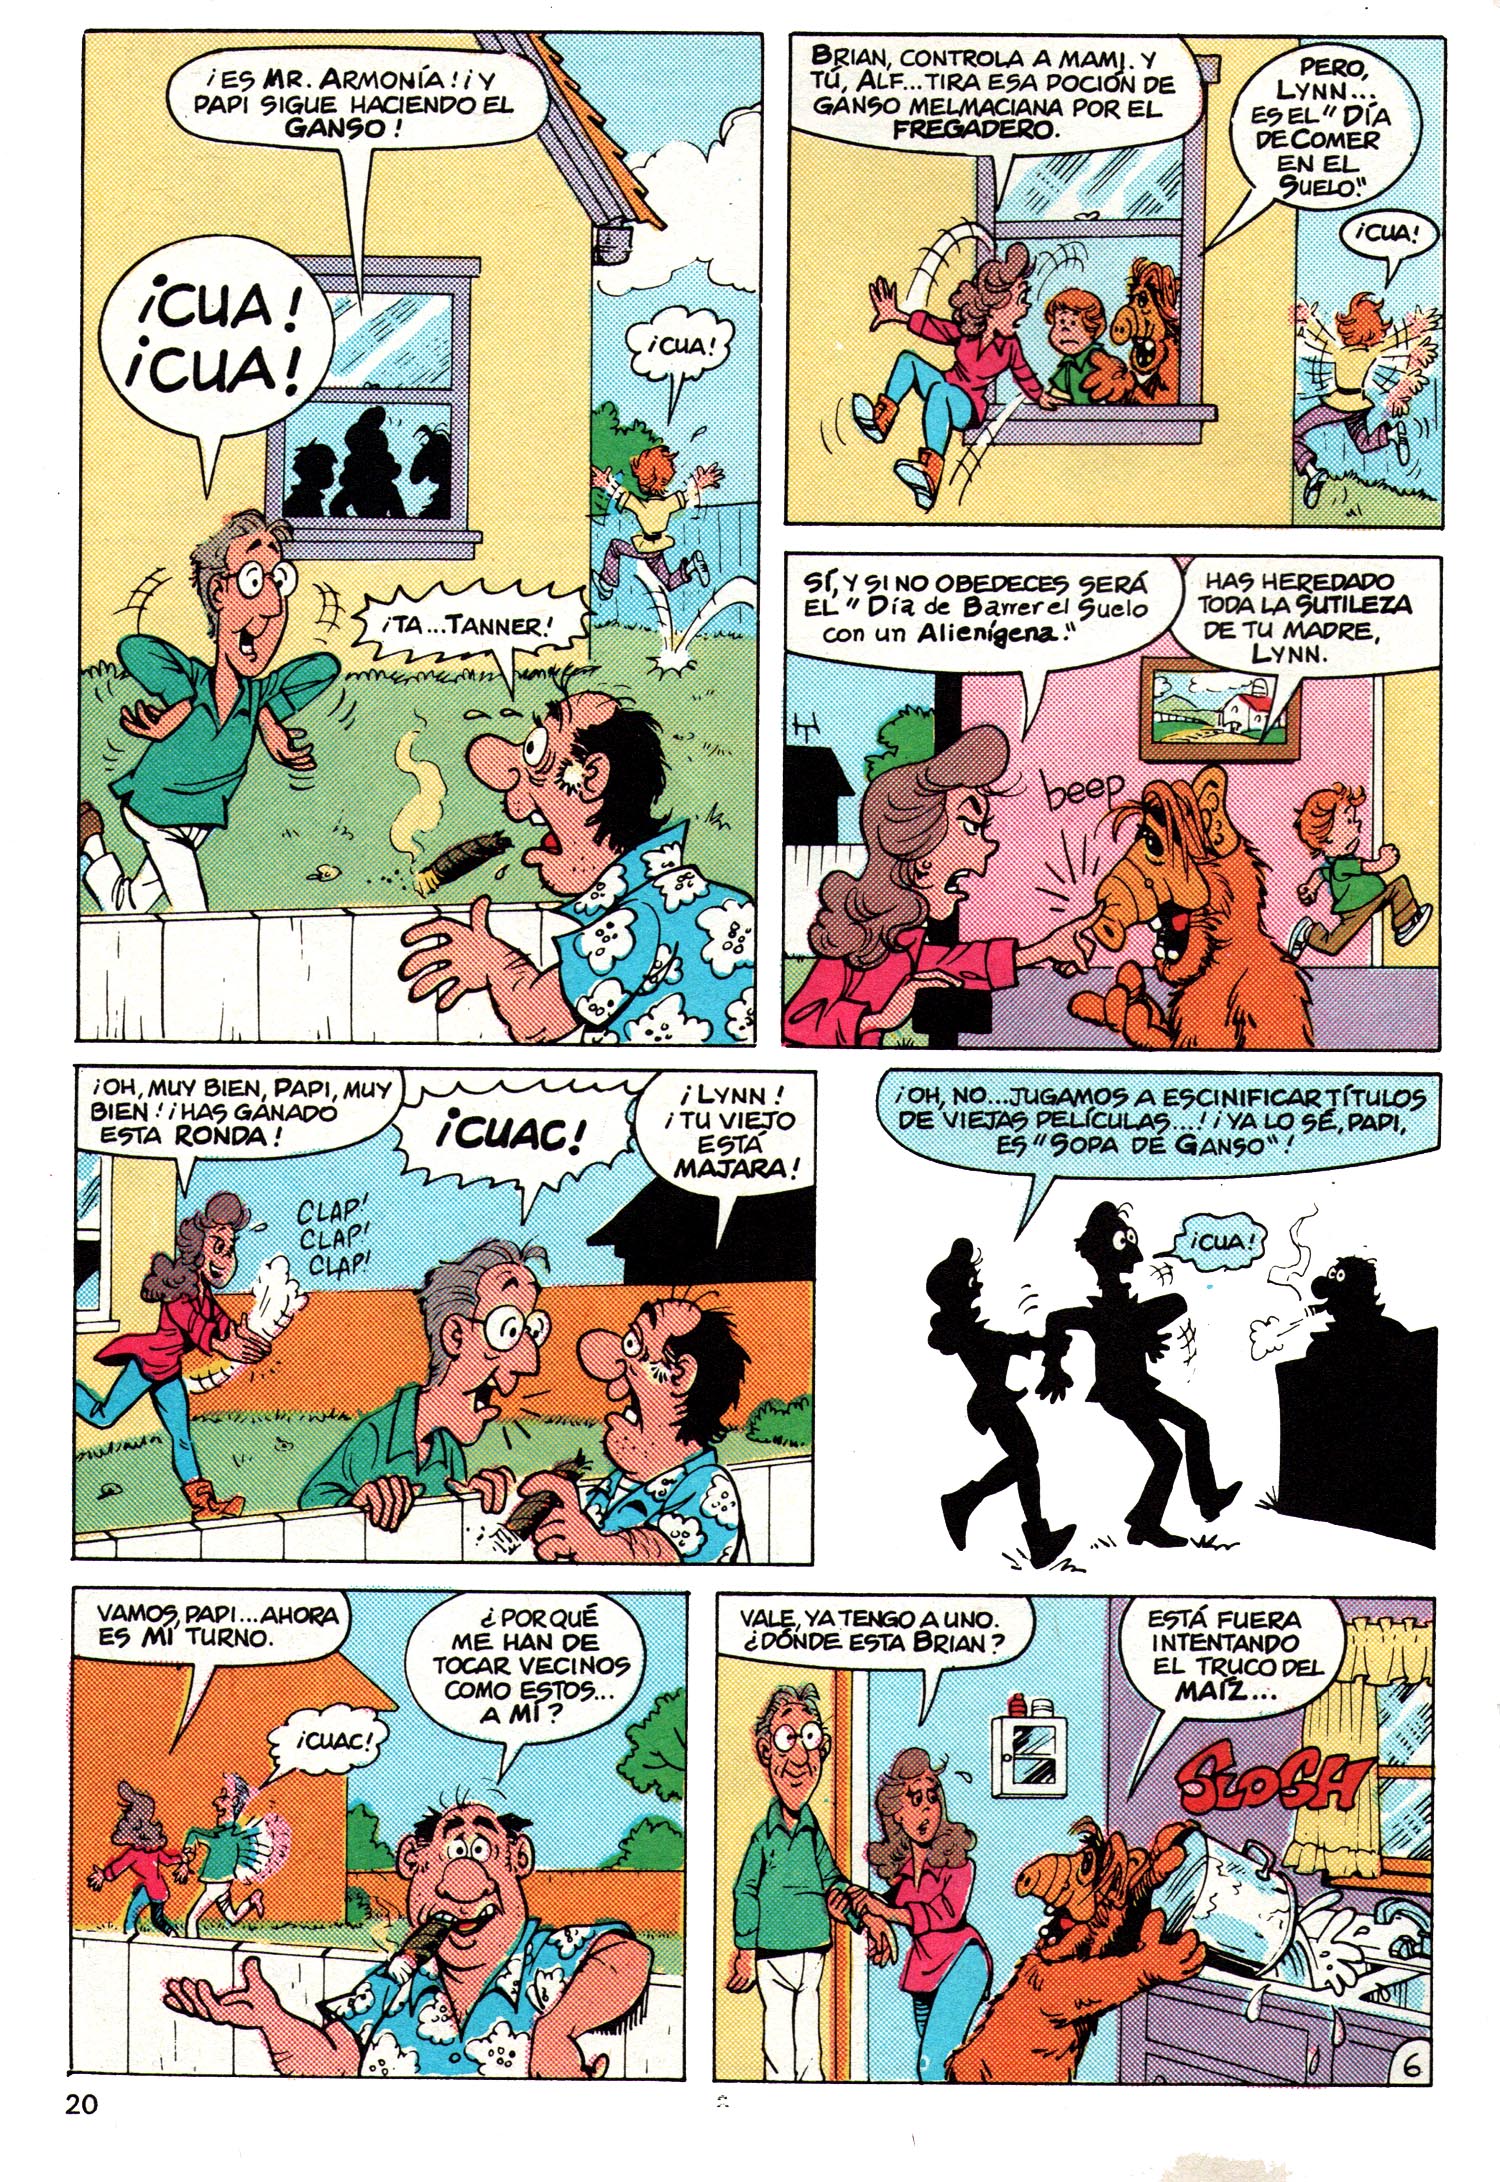 ¡ES MR. ARMONÍA! ¡Y
PAPI SIGUE HACIENDO EL
GANSO!
¡CUA!
¡CUA!
¡CUA!
¡TA...TANNER!
BRIAN, CONTROLA A MAMI. Y
TÚ, ALF...TIRA ESA POCIÓN DE
GANSO MELMACIANA POR EL
FREGADERO.
PERO,
LYNN...
ES EL "DÍA
DE COMER
EN EL
SUELO."
¡CUA!
SÍ, Y SI NO OBEDECES SERÁ
EL "Día de Barrer el Suelo
con un Alienígena."
HAS HEREDADO
TODA LA SUTILEZA
DE TU MADRE,
LYNN.
beep
¡OH, MUY BIEN, PAPI, MUY
BIEN! ¡HAS GANADO
ESTA RONDA!
CLAP!
CLAP!
CLAP!
¡CUAC!
¡LYNN!
¡TU VIEJO
ESTÁ
MAJARA!
¡OH, NO...JUGAMOS A ESCINIFICAR TÍTULOS
DE VIEJAS PELÍCULAS...! ¡YA LO SÉ, PAPI,
ES "SOPA DE GANSO"!
¡CUA!
VAMOS, PAPI...AHORA
ES MI TURNO.
¡CUAC!
¿POR QUÉ
ME HAN DE
TOCAR VECINOS
COMO ESTOS...
A MÍ?
VALE, YA TENGO A UNO.
¿DÓNDE ESTA BRIAN?
ESTÁ FUERA
INTENTANDO
EL TRUCO DEL
MAÍZ...
SLOSH
6
20